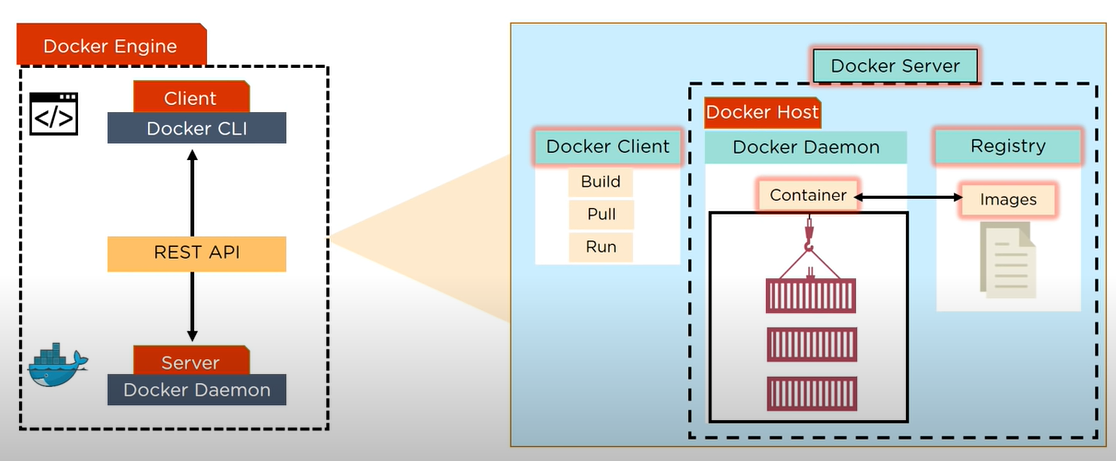 Docker Engine
Client
Docker CLI
</>
REST API
Server
Docker Daemon
Docker Server
Docker Host
Docker Client
Docker Daemon
Registry
Build
Pull
Run
Container
Images